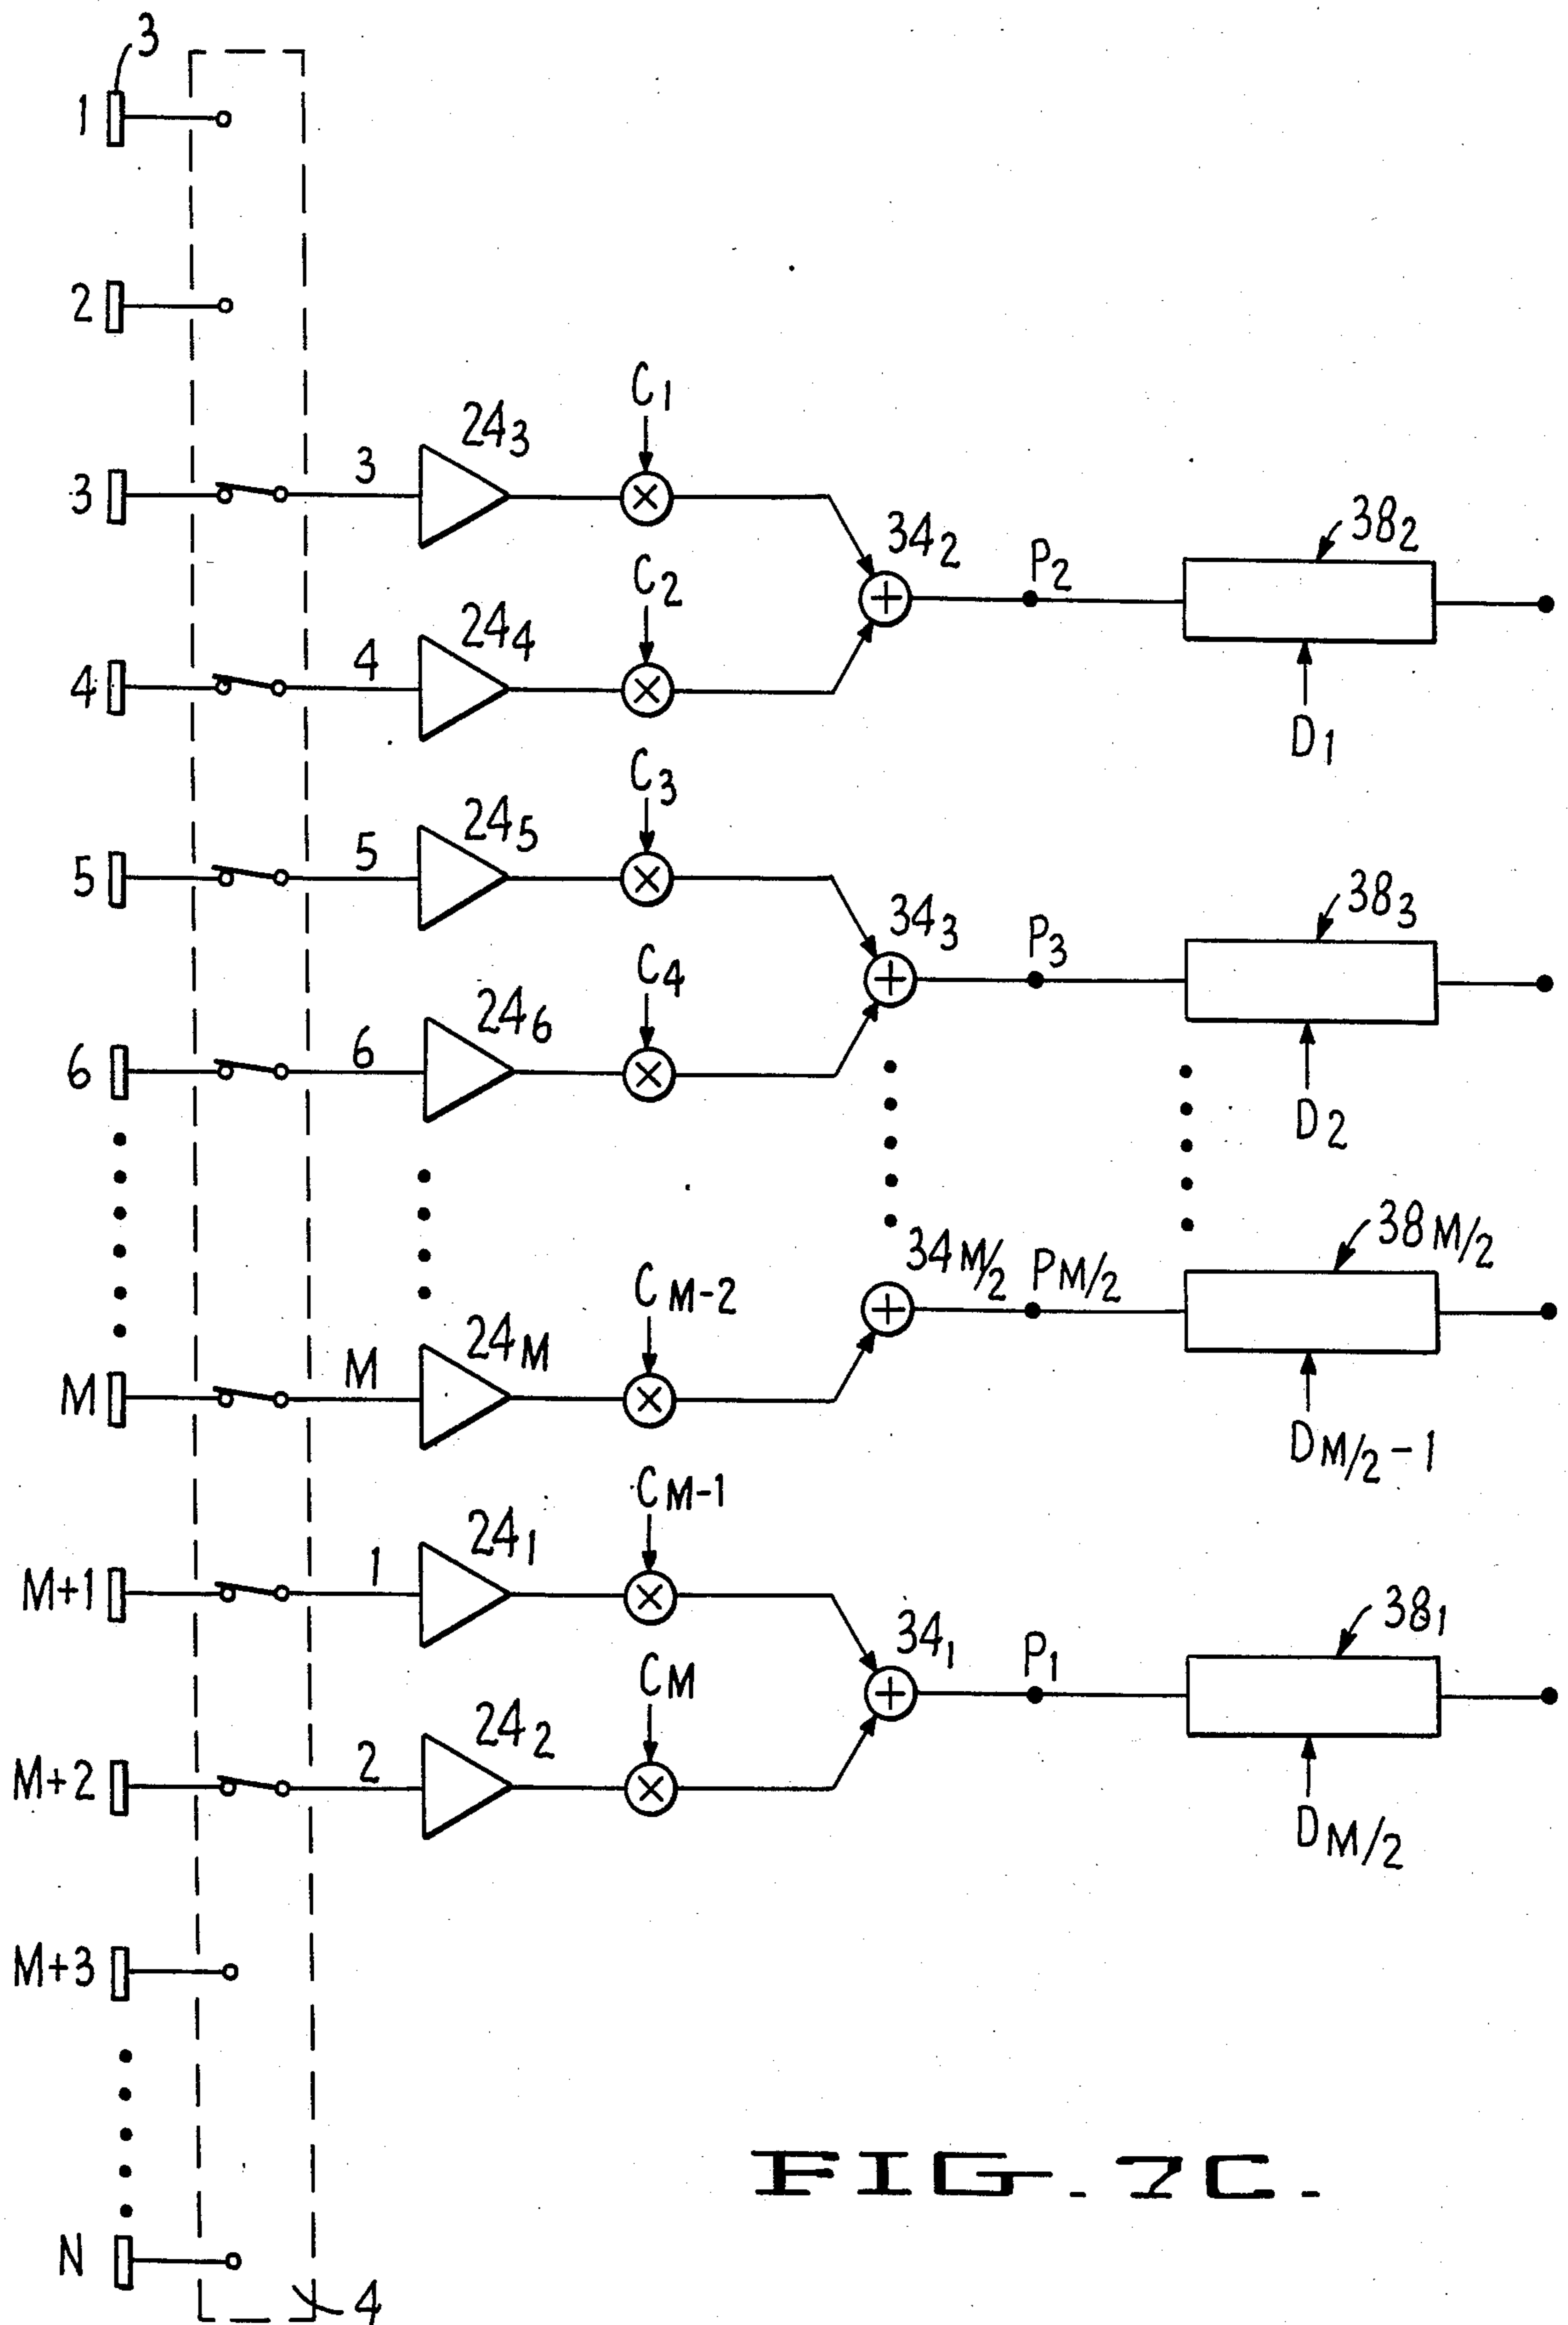 3
1
2
C1
3 3 243
342 P2 382
C2
4 4 244
D1
C3
5 5 245
343 P3 383
C4
6 6 246
D2
34M/2 PM/2 38M/2
CM-2
M M 24M
DM/2-1
CM-1
M+1 1 241
341 P1 381
CM
M+2 2 242
DM/2
M+3
FIG. 7C.
N
4